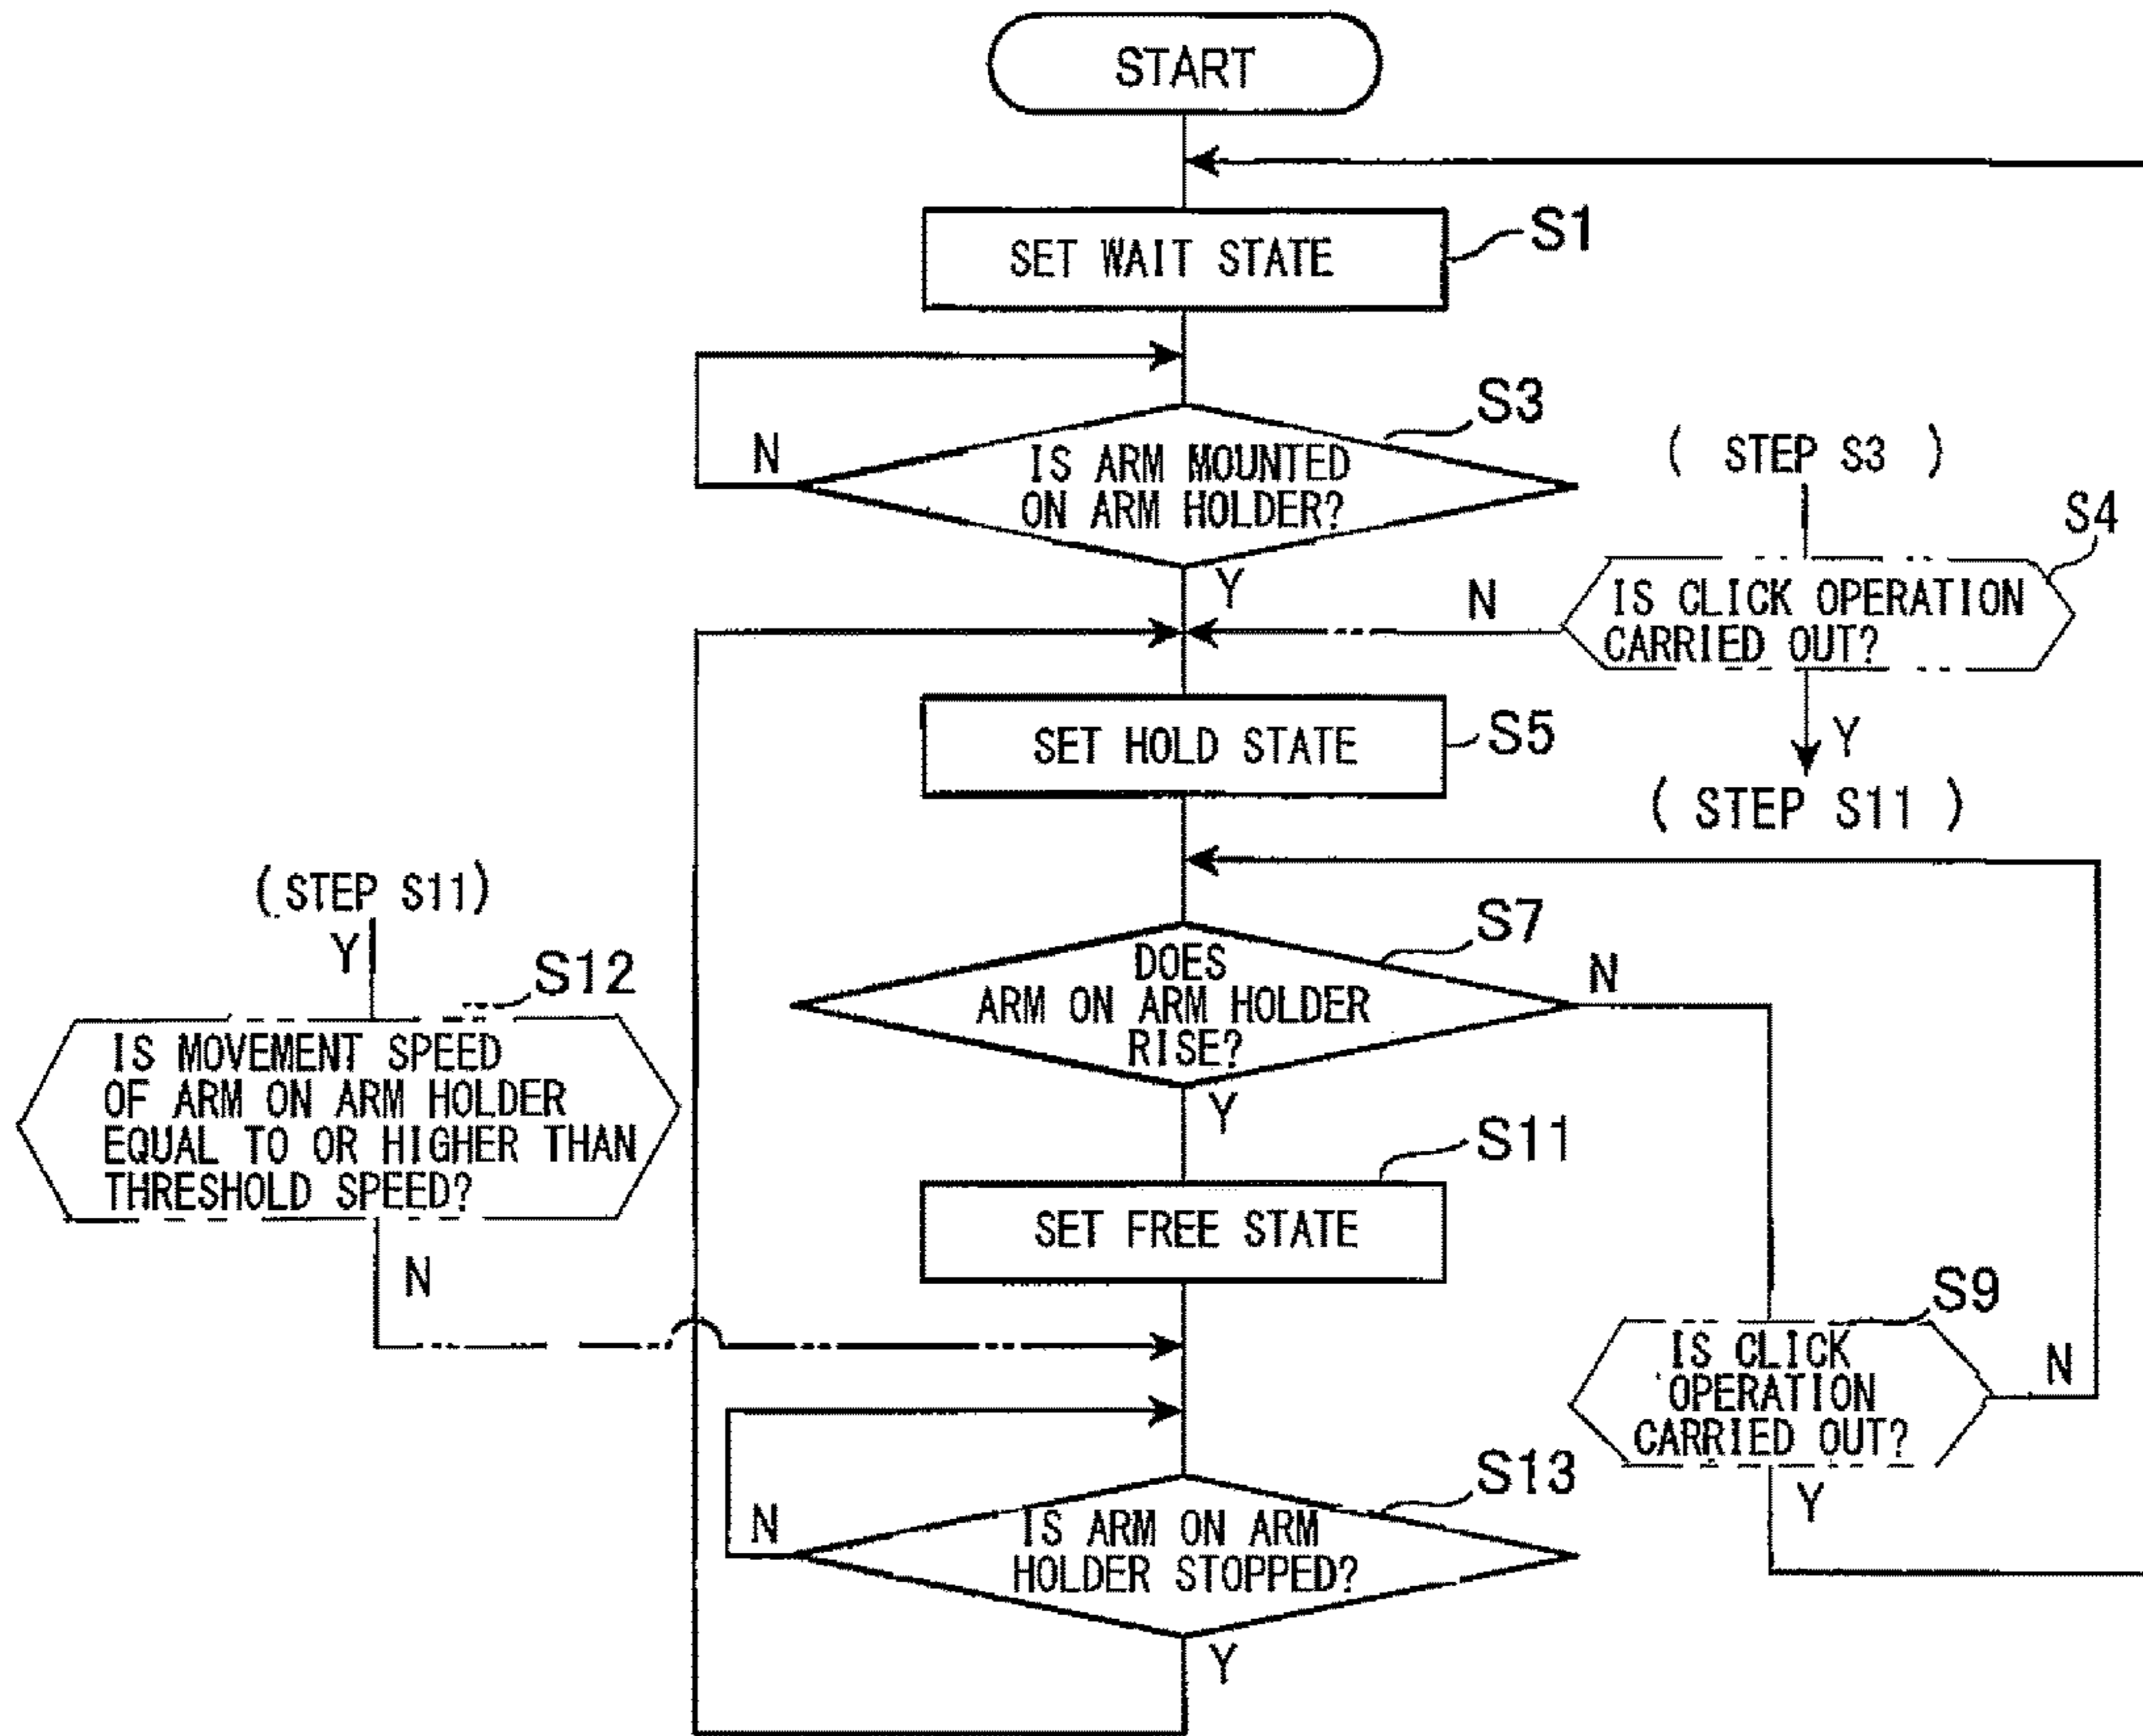 START
SET WAIT STATE
S1
S3
N
IS ARM MOUNTED
ON ARM HOLDER?
Y
( STEP S3 )
S4
N
IS CLICK OPERATION
CARRIED OUT?
Y
( STEP S11 )
SET HOLD STATE
S5
(STEP S11)
Y
S12
IS MOVEMENT SPEED
OF ARM ON ARM HOLDER
EQUAL TO OR HIGHER THAN
THRESHOLD SPEED?
N
S7
DOES
ARM ON ARM HOLDER
RISE?
N
Y
S11
SET FREE STATE
S9
IS CLICK
OPERATION
CARRIED OUT?
N
Y
S13
N
IS ARM ON ARM
HOLDER STOPPED?
Y